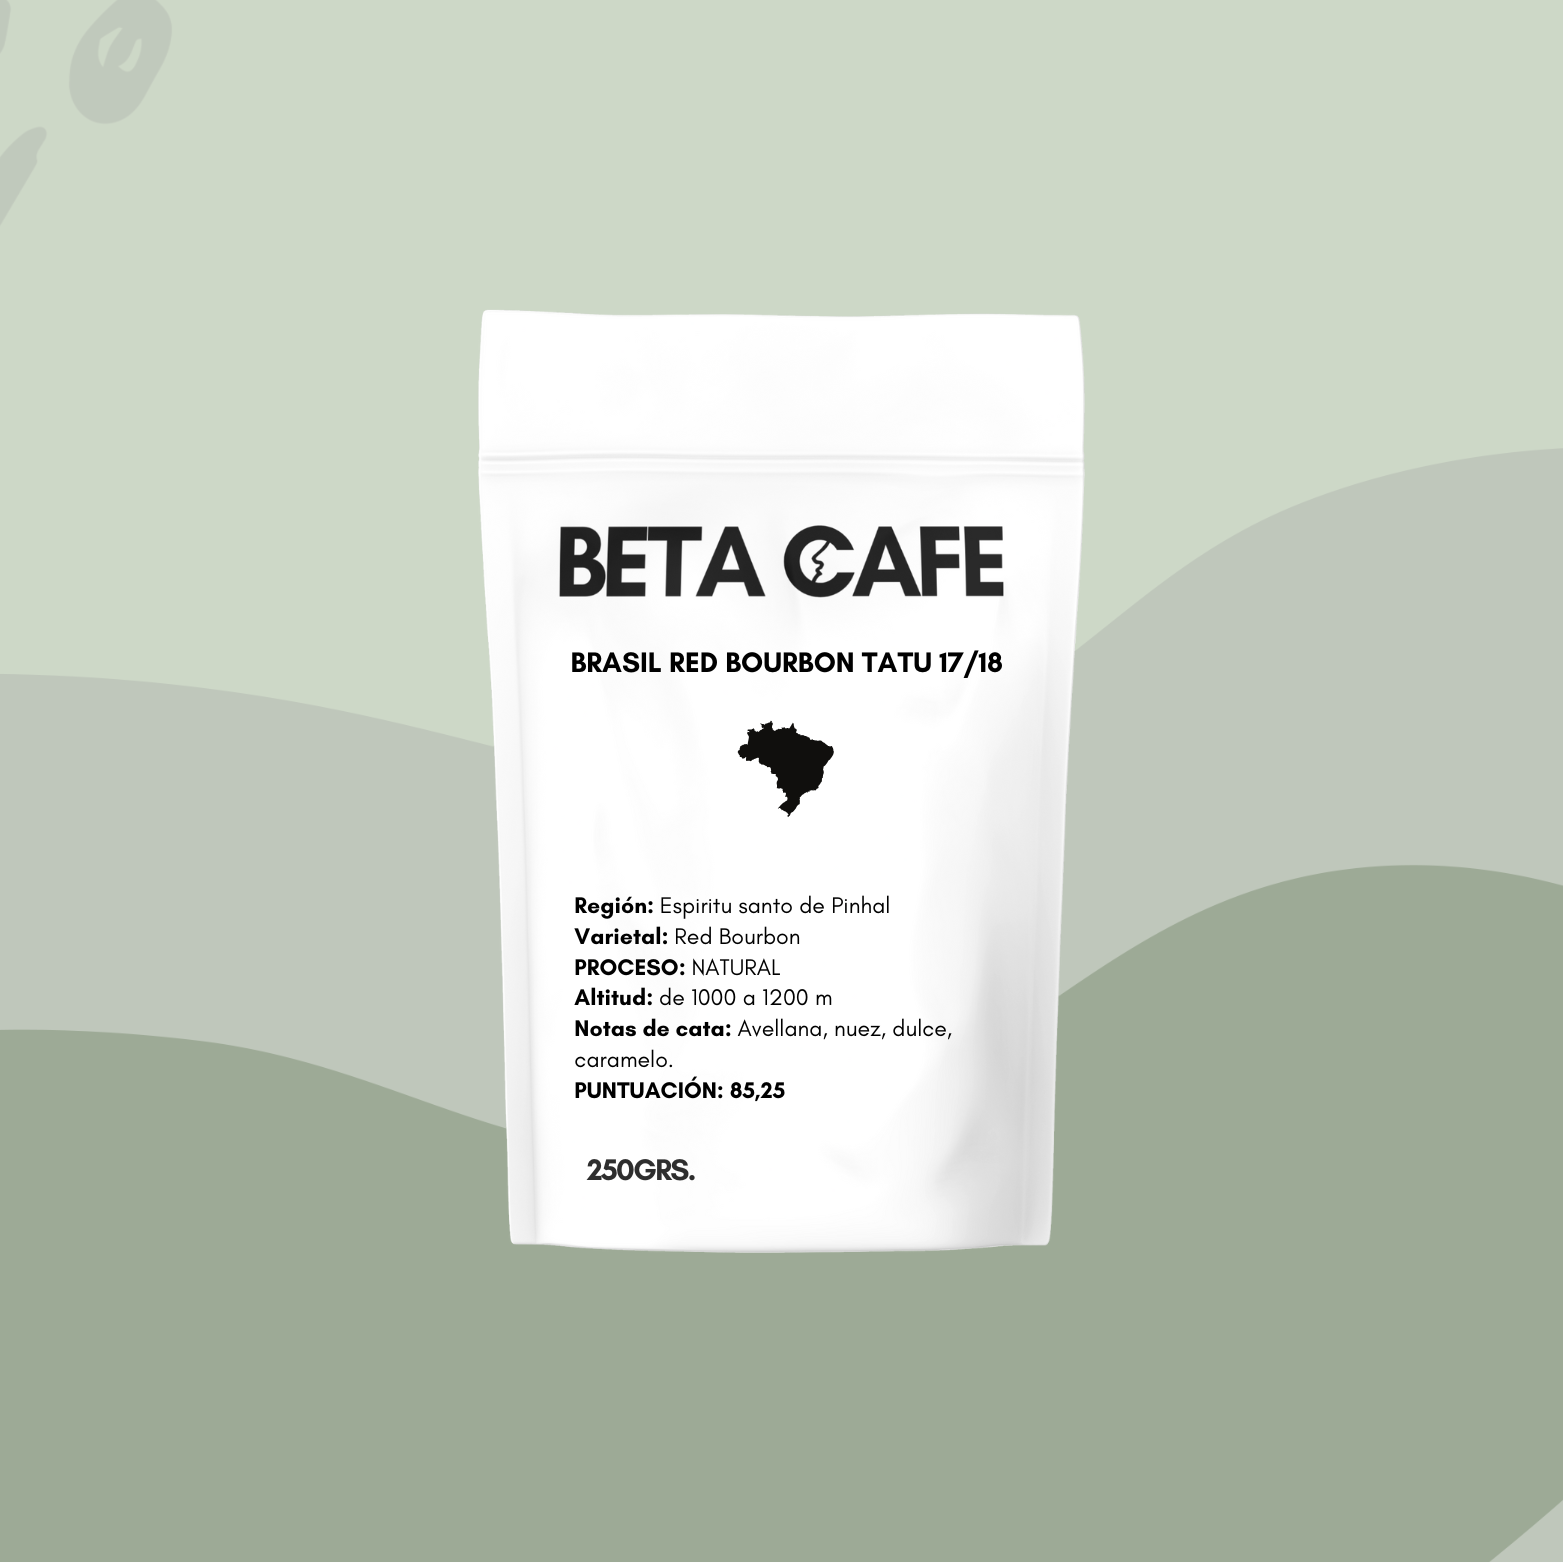 BETA CAFE
BRASIL RED BOURBON TATU 17/18
Región: Espiritu santo de Pinhal
Varietal: Red Bourbon
PROCESO: NATURAL
Altitud: de 1000 a 1200 m
Notas de cata: Avellana, nuez, dulce,
caramelo.
PUNTUACIÓN: 85,25
250GRS.